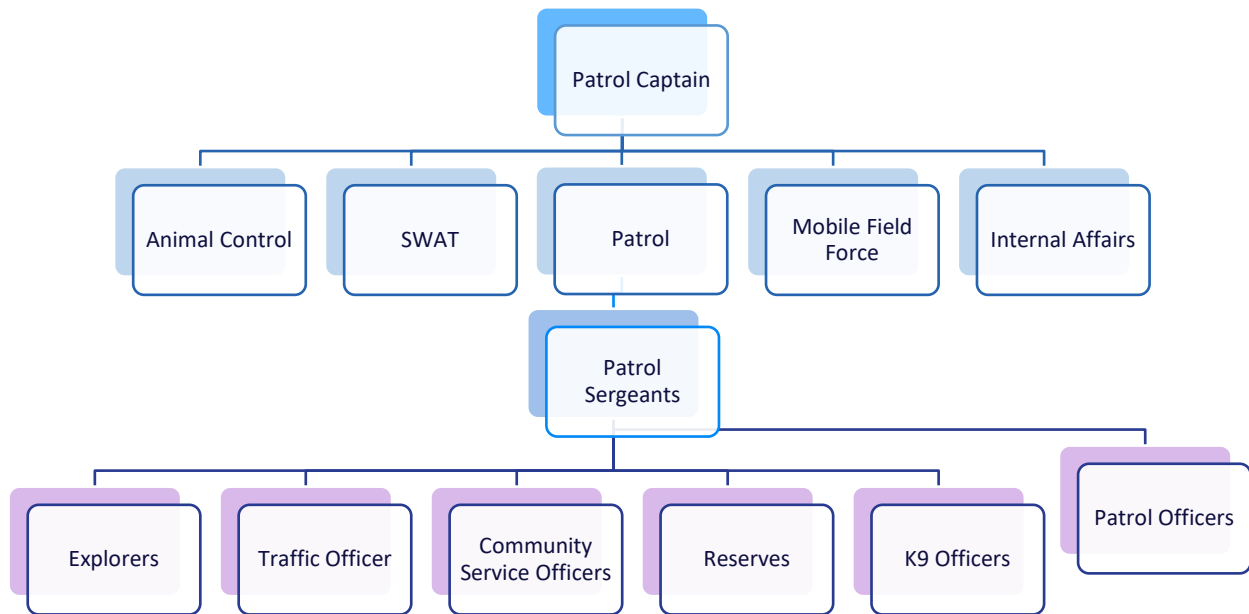 Patrol Captain
Animal Control
SWAT
Patrol
Mobile Field
Force
Internal Affairs
Patrol
Sergeants
Explorers
Traffic Officer
Community
Service Officers
Reserves
K9 Officers
Patrol Officers